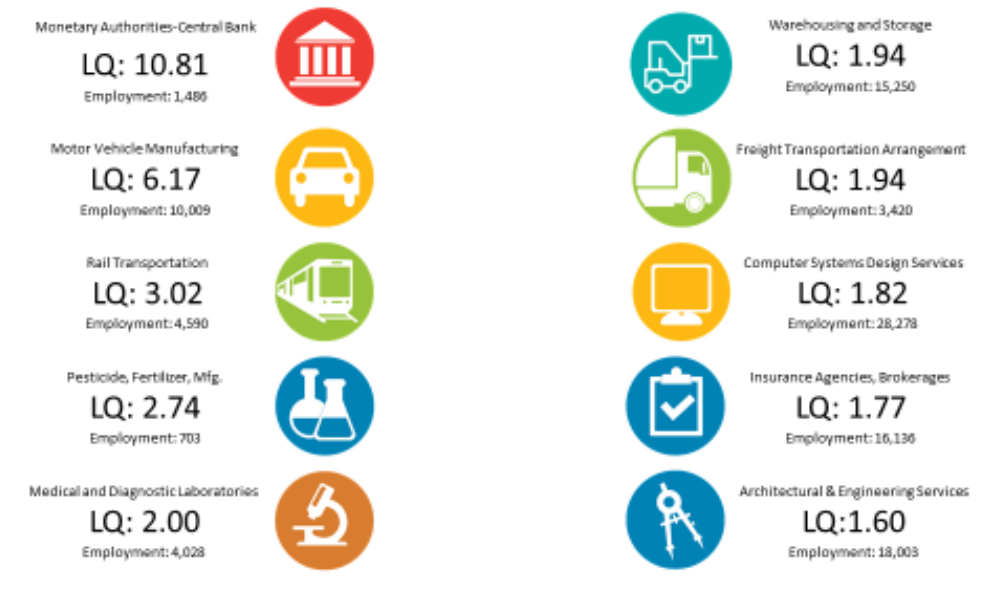 Monetary Authorities-Central Bank
LQ: 10.81
Employment: 1,486
Motor Vehicle Manufacturing
LQ: 6.17
Employment: 10,009
Rail Transportation
LQ: 3.02
Employment: 4,590
Pesticide, Fertilizer, Mfg.
LQ: 2.74
Employment: 703
Medical and Diagnostic Laboratories
LQ: 2.00
Employment: 4,028
Warehousing and Storage
LQ: 1.94
Employment: 15,250
Freight Transportation Arrangement
LQ: 1.94
Employment: 3,420
Computer Systems Design Services
LQ: 1.82
Employment: 28,278
Insurance Agencies, Brokerages
LQ: 1.77
Employment: 16,136
Architectural & Engineering Services
LQ:1.60
Employment: 18,003